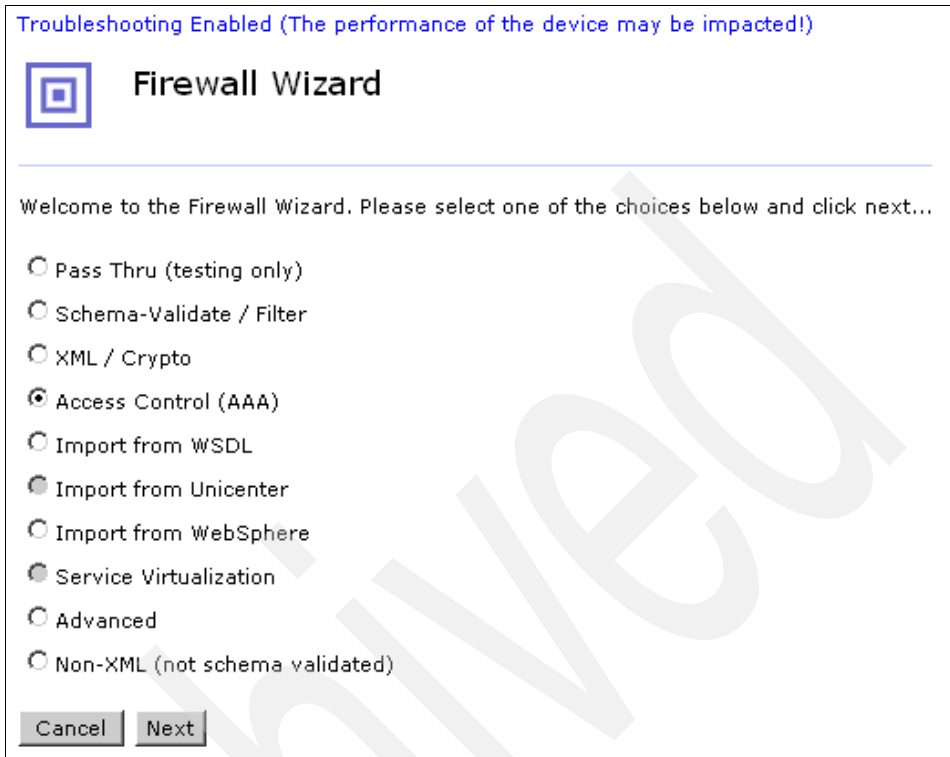 Troubleshooting Enabled (The performance of the device may be impacted!)
Firewall Wizard
Welcome to the Firewall Wizard. Please select one of the choices below and click next...
Pass Thru (testing only)
Schema-Validate / Filter
XML / Crypto
Access Control (AAA)
Import from WSDL
Import from Unicenter
Import from WebSphere
Service Virtualization
Advanced
Non-XML (not schema validated)
Cancel Next
hived